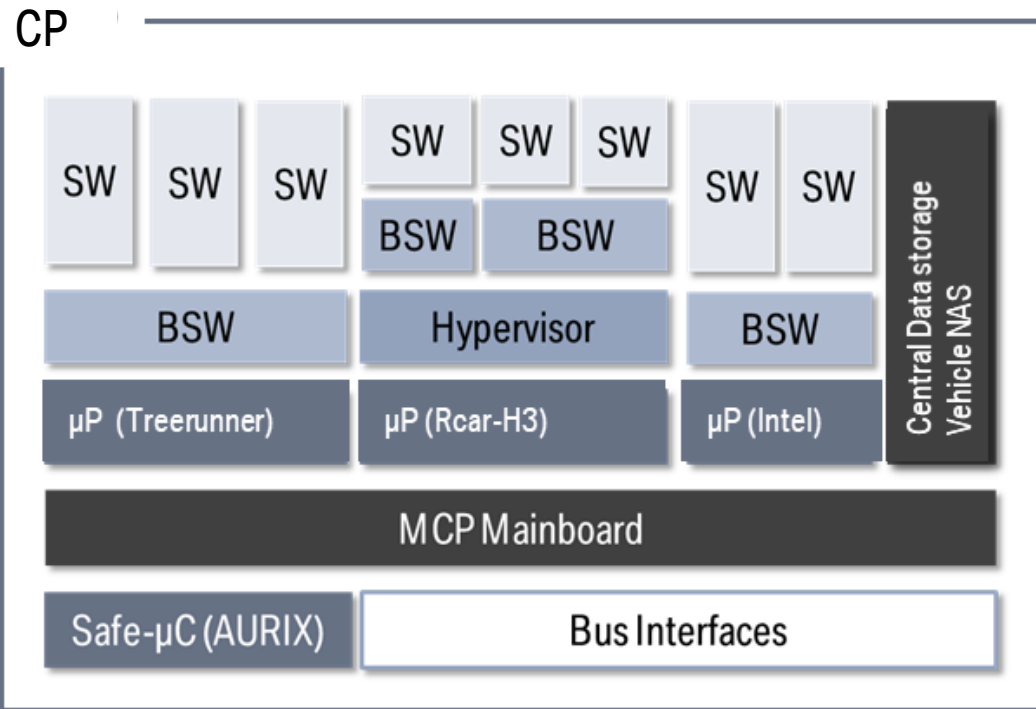 CP
SW SW SW SW SW SW SW SW
BSW BSW
BSW Hypervisor BSW
µP (Treerunner) µP (Rcar-H3) µP (Intel)
Central Data storage
Vehicle NAS
MCP Mainboard
Safe-µC (AURIX) Bus Interfaces